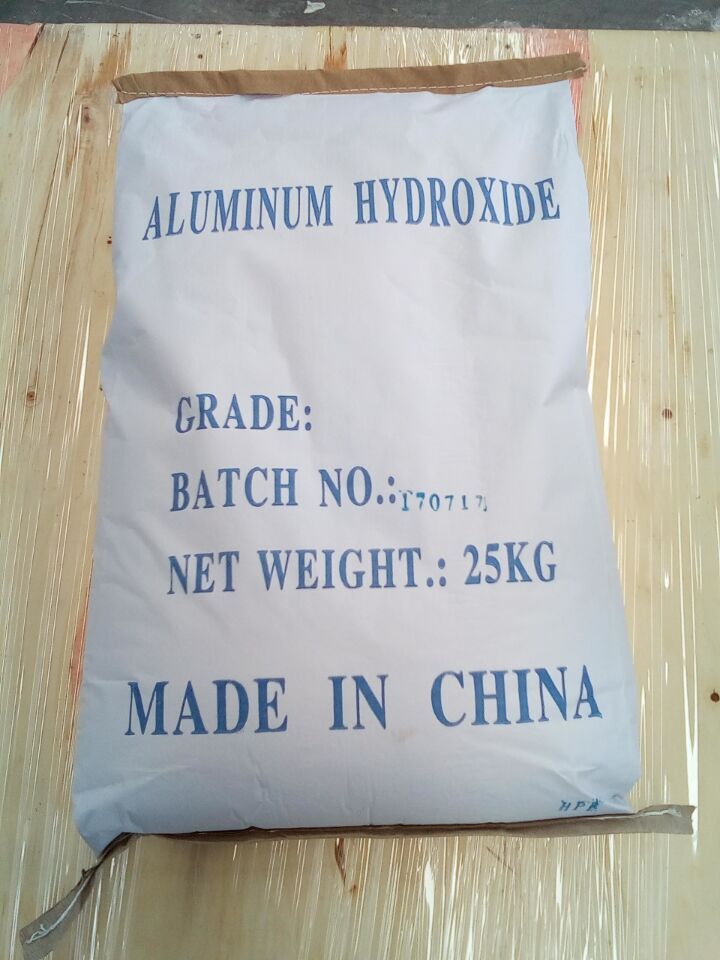 ALUMINUM HYDROXIDE
GRADE:
BATCH NO.:170717
NET WEIGHT.: 25KG
MADE IN CHINA